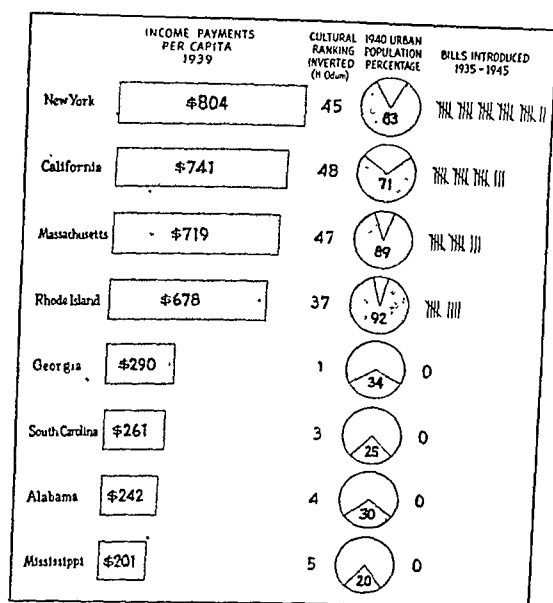 INCOME PAYMENTS
PER CAPITA
1939
CULTURAL
RANKING
INVERTED
(H Odum)
1940 URBAN
POPULATION
PERCENTAGE
BILLS INTRODUCED
1935-1945
New York $804 45 83
California $741 48 71
Massachusetts $719 47 89
Rhode Island $678 37 92
Georgia $290 1 34 0
South Carolina $261 3 25 0
Alabama $242 4 30 0
Mississippi $201 5 20 0